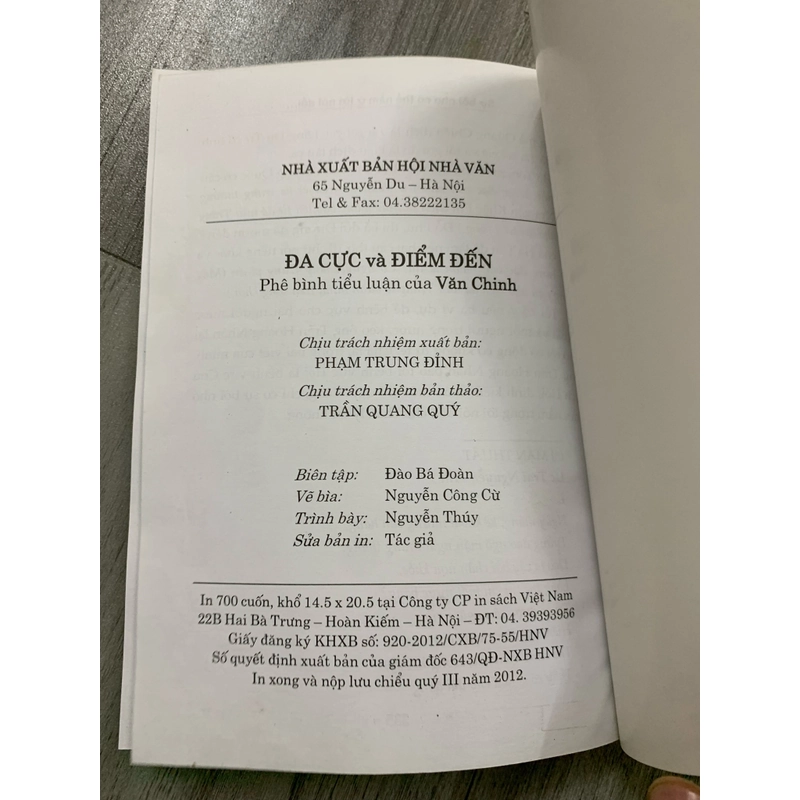 NHÀ XUẤT BẢN HỘI NHÀ VĂN
65 Nguyễn Du – Hà Nội
Tel & Fax: 04.38222135
ĐA CỰC và ĐIỂM ĐẾN
Phê bình tiểu luận của Văn Chinh
Chịu trách nhiệm xuất bản:
PHẠM TRUNG ĐỈNH
Chịu trách nhiệm bản thảo:
TRẦN QUANG QUÝ
Biên tập: Đào Bá Đoàn
Vẽ bìa: Nguyễn Công Cừ
Trình bày: Nguyễn Thúy
Sửa bản in: Tác giả
In 700 cuốn, khổ 14.5 x 20.5 tại Công ty CP in sách Việt Nam
22B Hai Bà Trưng – Hoàn Kiếm – Hà Nội - ĐT: 04. 39393956
Giấy đăng ký KHXB số: 920-2012/CXB/75-55/HNV
Số quyết định xuất bản của giám đốc 643/QĐ-NXB HNV
In xong và nộp lưu chiểu quý III năm 2012.